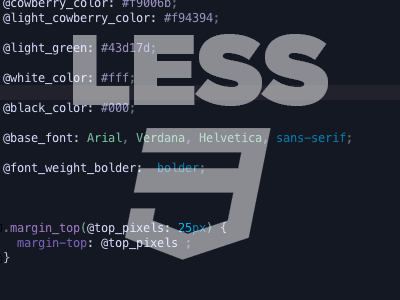 @cowberry_color: #f9006b;
@light_cowberry_color: #f94394;
@light_green: #43d17d;
LESS
@white_color: #fff;
@black_color: #000;
@base_font: Arial, Verdana, Helvetica, sans-serif;
@font_weight_bolder: bolder;
3
.margin_top(@top_pixels: 25px) {
margin-top: @top_pixels ;
}